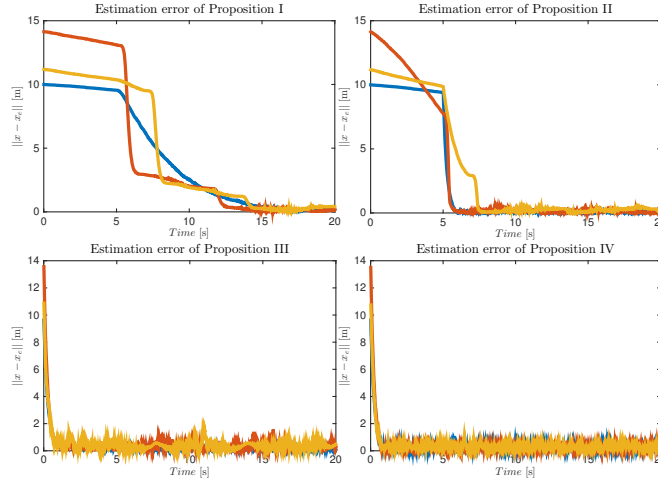 Estimation error of Proposition I
15
10
5
0
||x − x_e|| [m]
0 5 10 15 20
Time [s]
Estimation error of Proposition II
15
10
5
0
||x − x_e|| [m]
0 5 10 15 20
Time [s]
Estimation error of Proposition III
14
12
10
8
6
4
2
0
||x − x_e|| [m]
0 5 10 15 20
Time [s]
Estimation error of Proposition IV
14
12
10
8
6
4
2
0
||x − x_e|| [m]
0 5 10 15 20
Time [s]